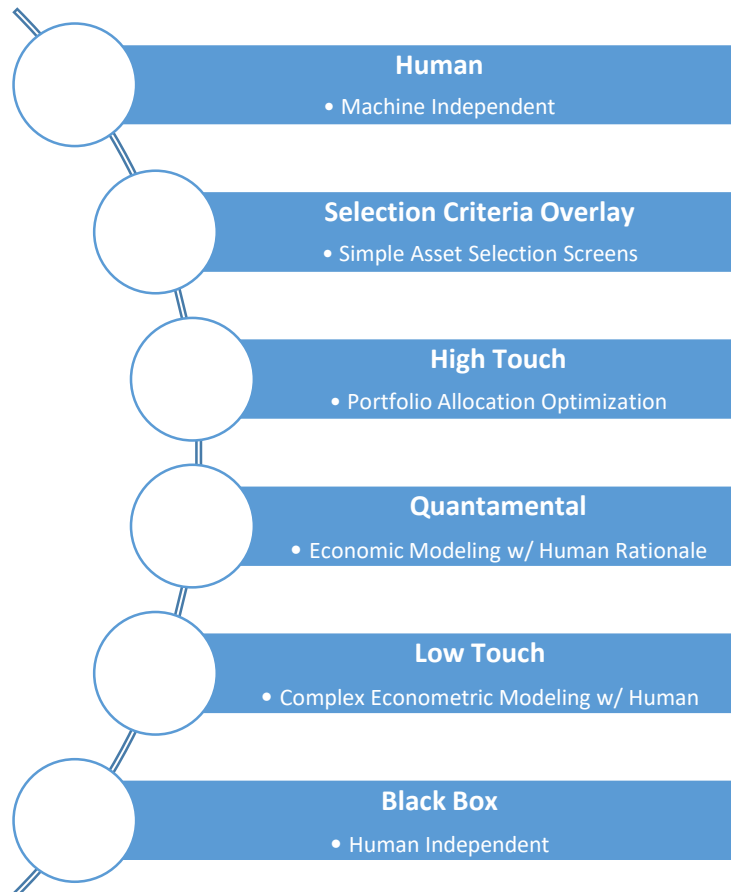 Human
• Machine Independent
Selection Criteria Overlay
• Simple Asset Selection Screens
High Touch
• Portfolio Allocation Optimization
Quantamental
• Economic Modeling w/ Human Rationale
Low Touch
• Complex Econometric Modeling w/ Human
Black Box
• Human Independent